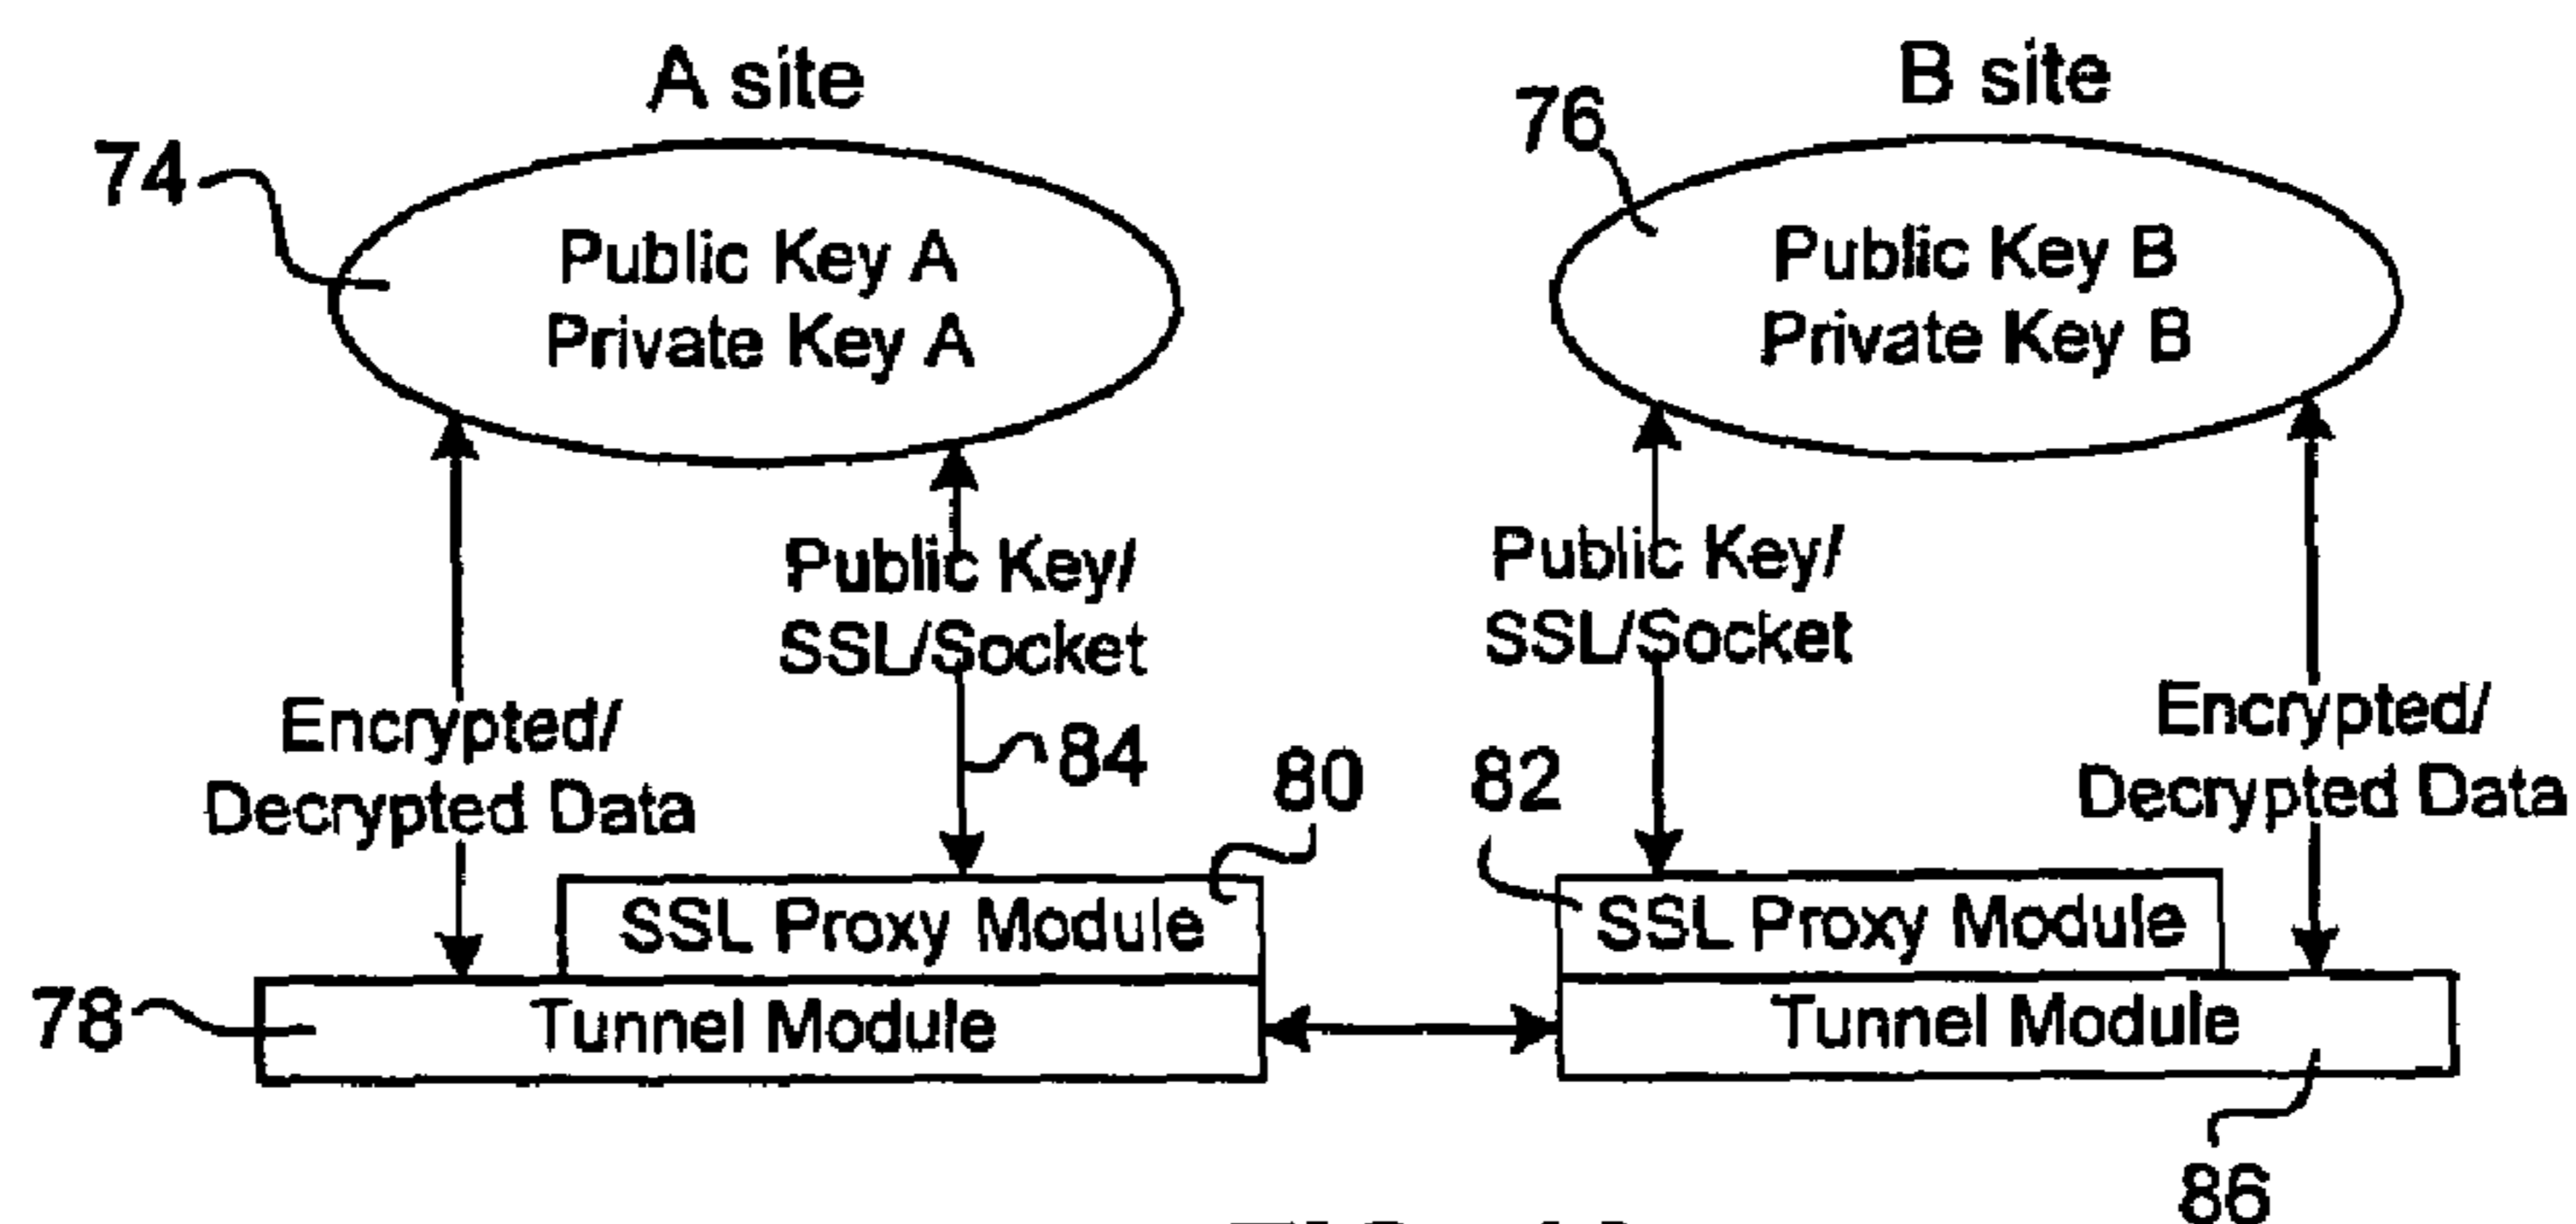 A site
B site
74
76
Public Key A
Private Key A
Public Key B
Private Key B
Public Key/
SSL/Socket
Public Key/
SSL/Socket
Encrypted/
Decrypted Data
84
80
82
Encrypted/
Decrypted Data
SSL Proxy Module
SSL Proxy Module
78
Tunnel Module
Tunnel Module
86